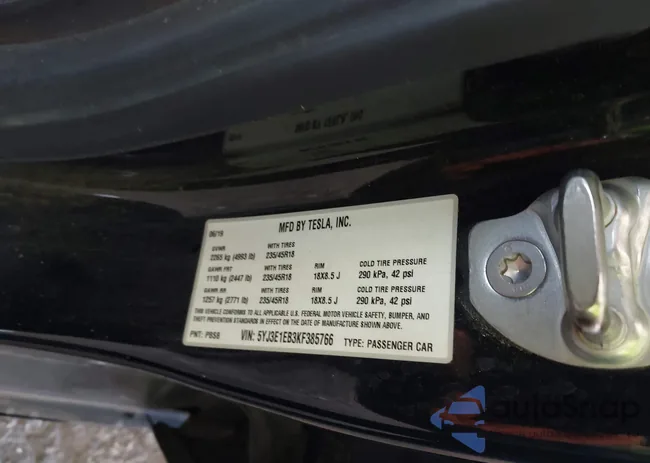 06/19
MFD BY TESLA, INC.
GVWR WITH TIRES
2265 kg (4993 lb) 235/45R18
GAWR FRT WITH TIRES RIM COLD TIRE PRESSURE
1110 kg (2447 lb) 235/45R18 18X8.5 J 290 kPa, 42 psi
GAWR RR WITH TIRES RIM COLD TIRE PRESSURE
1257 kg (2771 lb) 235/45R18 18X8.5 J 290 kPa, 42 psi
THIS VEHICLE CONFORMS TO ALL APPLICABLE U.S. FEDERAL MOTOR VEHICLE SAFETY, BUMPER, AND
THEFT PREVENTION STANDARDS IN EFFECT ON THE DATE OF MANUFACTURE SHOWN ABOVE.
PNT: PBSB VIN: 5YJ3E1EB3KF385766 TYPE: PASSENGER CAR
autoSnap